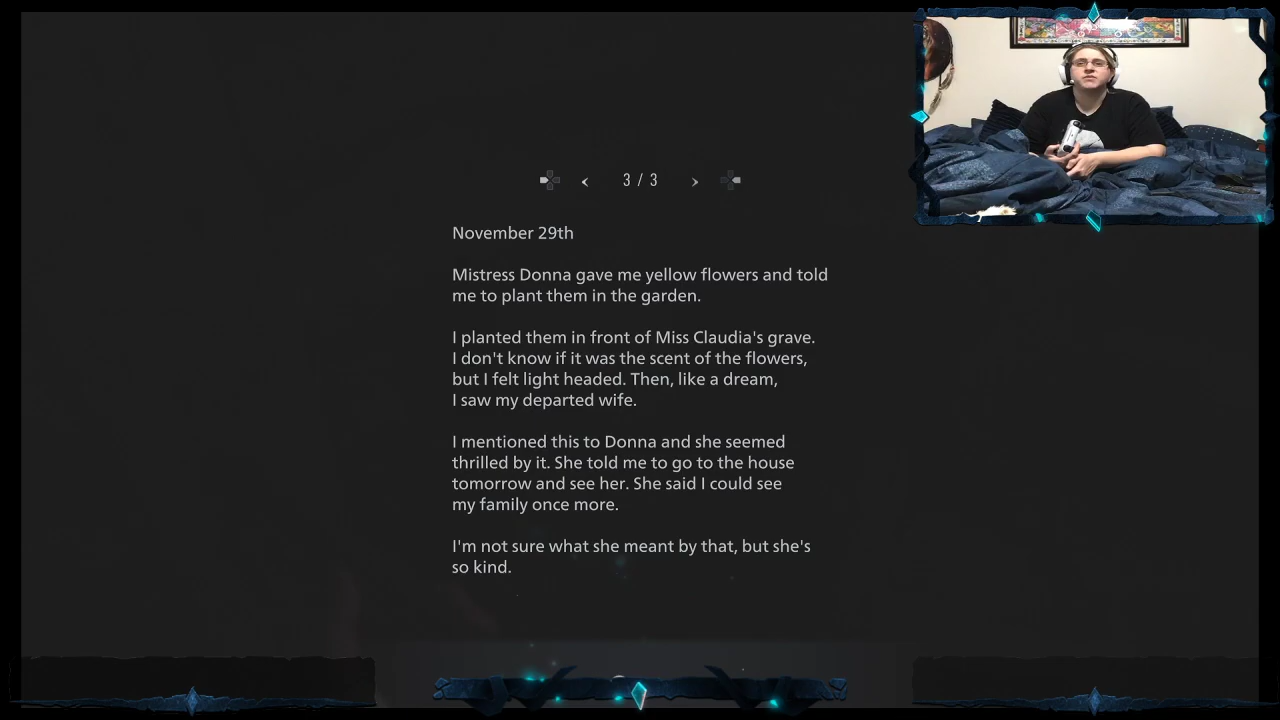 3 / 3
November 29th
Mistress Donna gave me yellow flowers and told
me to plant them in the garden.
I planted them in front of Miss Claudia's grave.
I don't know if it was the scent of the flowers,
but I felt light headed. Then, like a dream,
I saw my departed wife.
I mentioned this to Donna and she seemed
thrilled by it. She told me to go to the house
tomorrow and see her. She said I could see
my family once more.
I'm not sure what she meant by that, but she's
so kind.